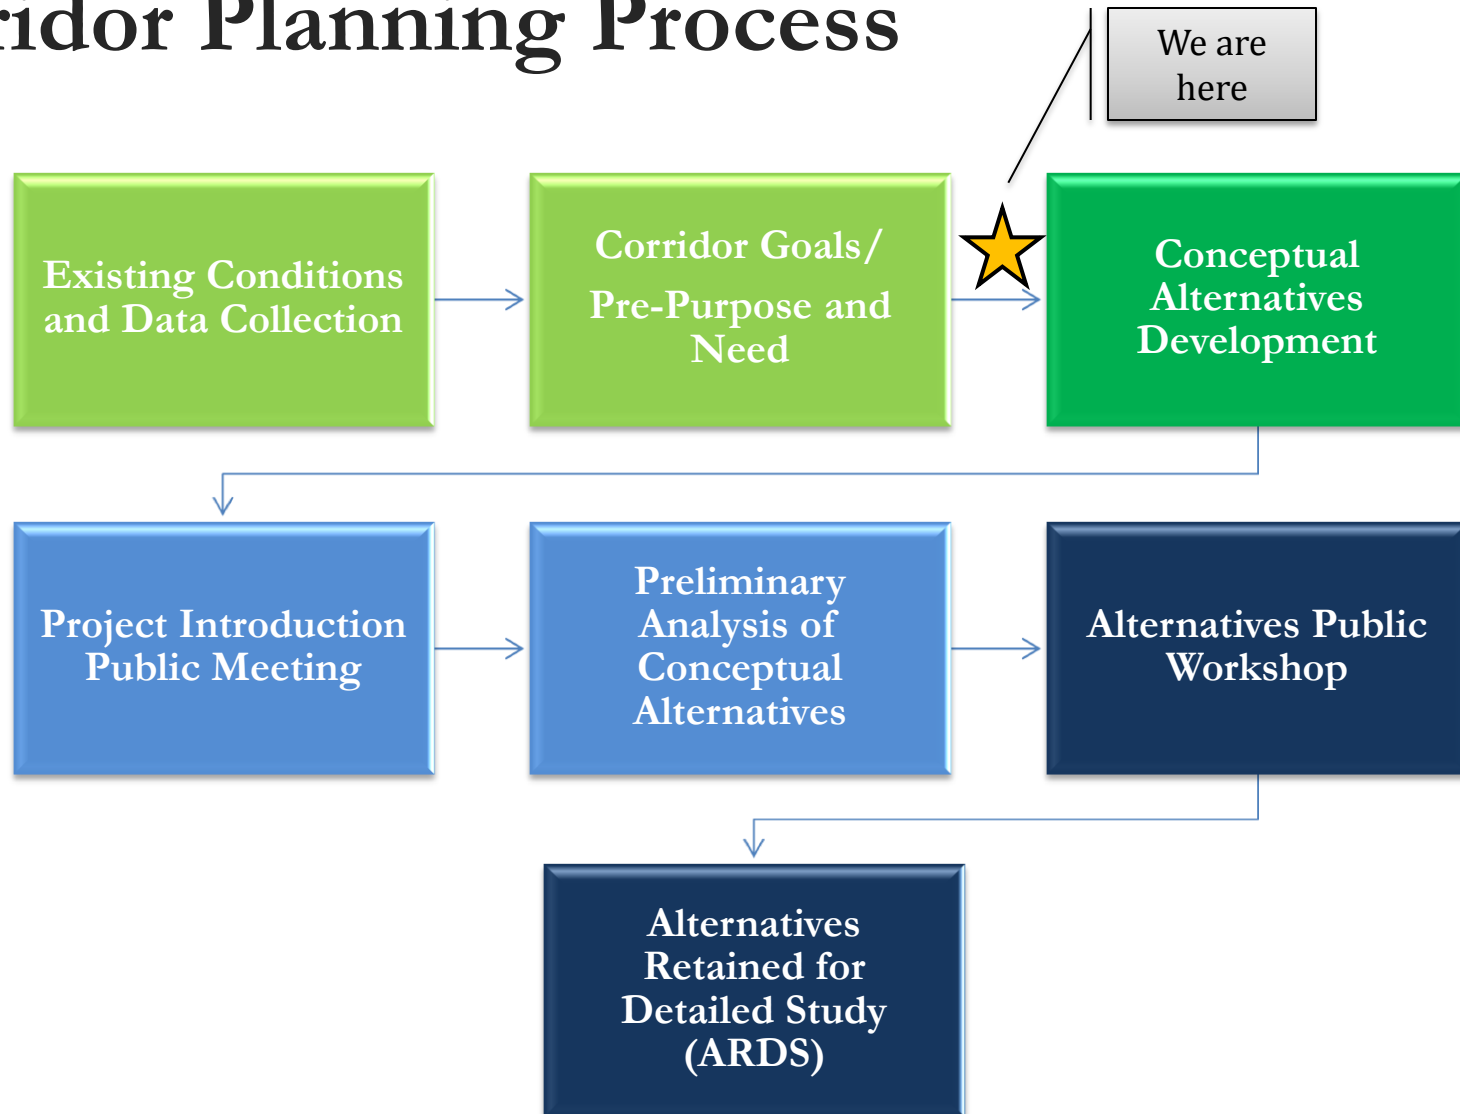 ridor Planning Process
We are
here
Existing Conditions
and Data Collection
Corridor Goals/
Pre-Purpose and
Need
Conceptual
Alternatives
Development
Project Introduction
Public Meeting
Preliminary
Analysis of
Conceptual
Alternatives
Alternatives Public
Workshop
Alternatives
Retained for
Detailed Study
(ARDS)